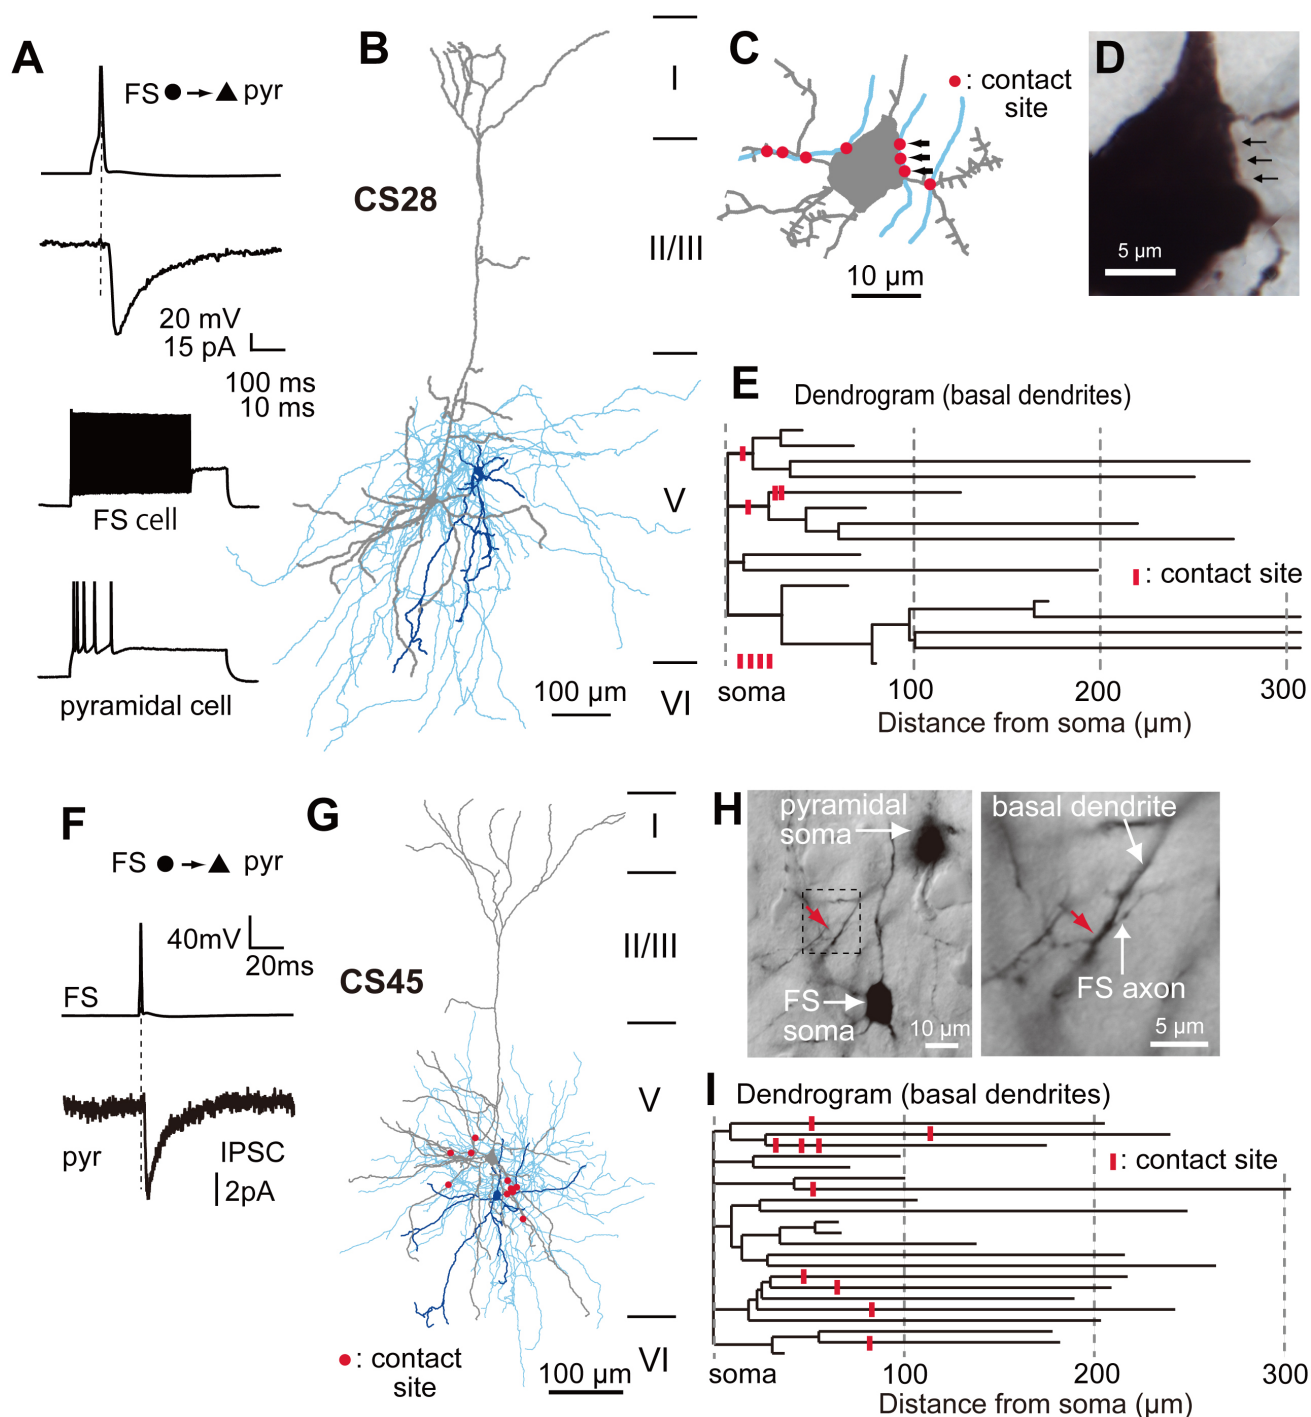 A
FS ●→▲ pyr
20 mV
15 pA
100 ms
10 ms
FS cell
pyramidal cell
B
CS28
100 µm
I
II/III
V
VI
C
: contact
site
10 µm
D
5 µm
E
Dendrogram (basal dendrites)
: contact site
soma
100
200
300
Distance from soma (µm)
F
FS ●→▲ pyr
40mV
20ms
FS
pyr
IPSC
2pA
G
CS45
I
II/III
V
VI
: contact
site
100 µm
H
pyramidal
soma
FS
soma
10 µm
basal dendrite
FS axon
5 µm
I
Dendrogram (basal dendrites)
: contact site
soma
100
200
300
Distance from soma (µm)